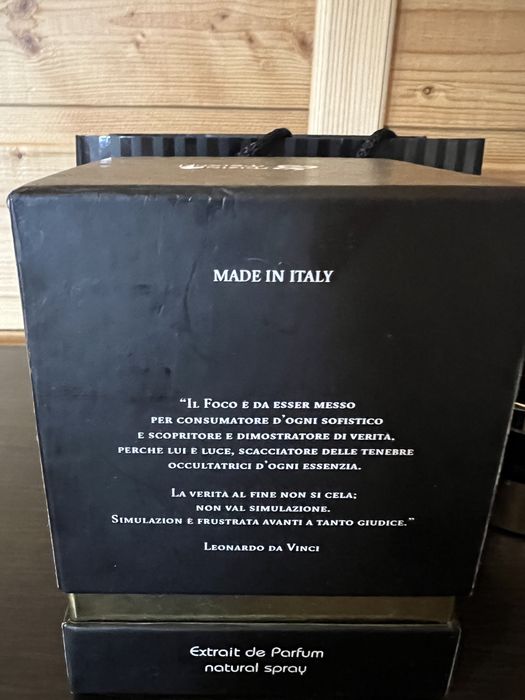 MADE IN ITALY
“IL FOCO È DA ESSER MESSO
PER CONSUMATORE D'OGNI SOFISTICO
E SCOPRITORE E DIMOSTRATORE DI VERITÀ,
PERCHE LUI È LUCE, SCACCIATORE DELLE TENEBRE
OCCULTATRICI D'OGNI ESSENZIA.
LA VERITA AL FINE NON SI CELA;
NON VAL SIMULAZIONE.
SIMULAZION È FRUSTRATA AVANTI A TANTO GIUDICE.”
LEONARDO DA VINCI
Extrait de Parfum
natural spray